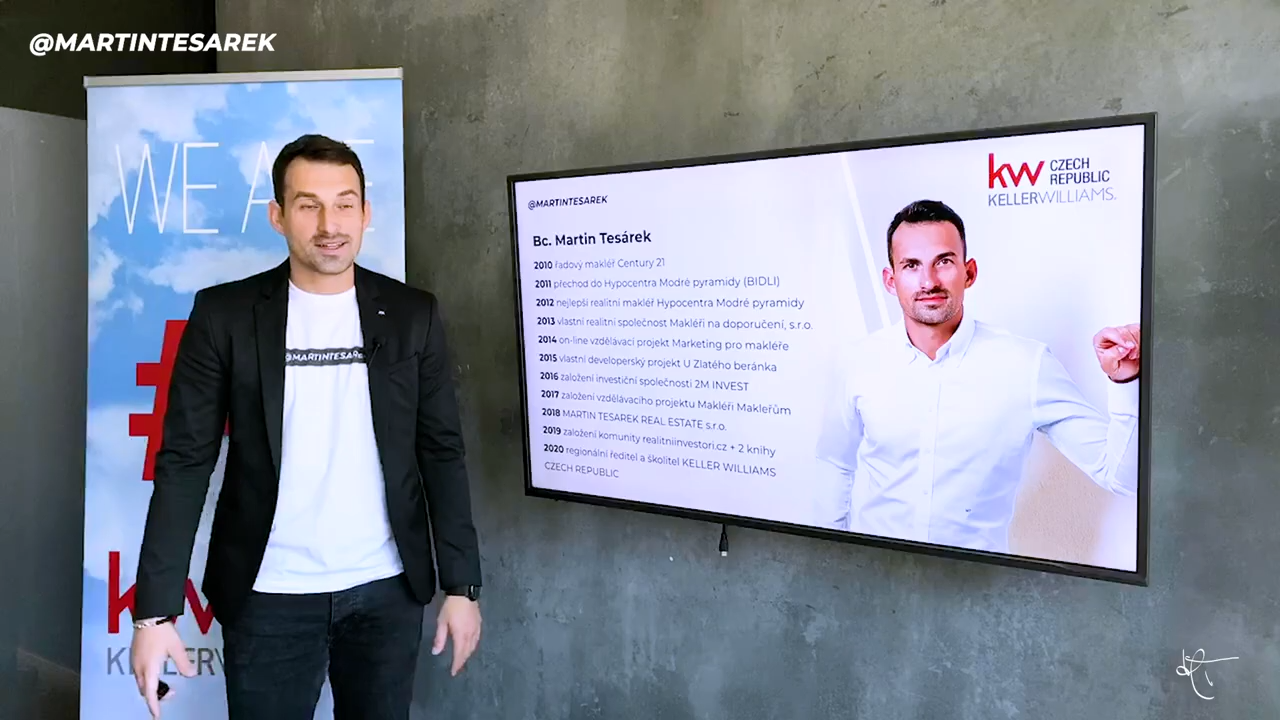 @MARTINTESAREK
WE A E
#
kw
KELLERW
@MARTINTESARE
@MARTINTESAREK
kw CZECH REPUBLIC
KELLERWILLIAMS.
Bc. Martin Tesárek
2010 řadový makléř Century 21
2011 přechod do Hypocentra Modré pyramidy (BIDLI)
2012 nejlepší realitní makléř Hypocentra Modré pyramidy
2013 vlastní realitní společnost Makléři na doporučení, s.r.o.
2014 on-line vzdělávací projekt Marketing pro makléře
2015 vlastní developerský projekt U Zlatého beránka
2016 založení investiční společnosti 2M INVEST
2017 založení vzdělávacího projektu Makléři Makleřům
2018 MARTIN TESAREK REAL ESTATE s.r.o.
2019 založení komunity realitniinvestori.cz + 2 knihy
2020 regionální ředitel a školitel KELLER WILLIAMS
CZECH REPUBLIC